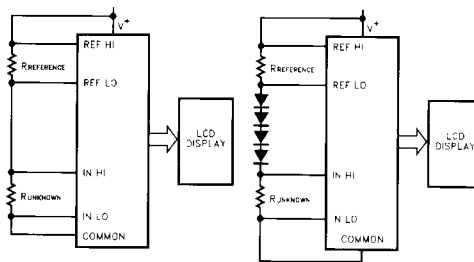 V+
REF HI
RREFERENCE
REF LO
LCD
DISPLAY
IN HI
RUNKNOWN
IN LO
COMMON
V+
REF HI
RREFERENCE
REF LO
LCD
DISPLAY
IN HI
RUNKNOWN
IN LO
COMMON